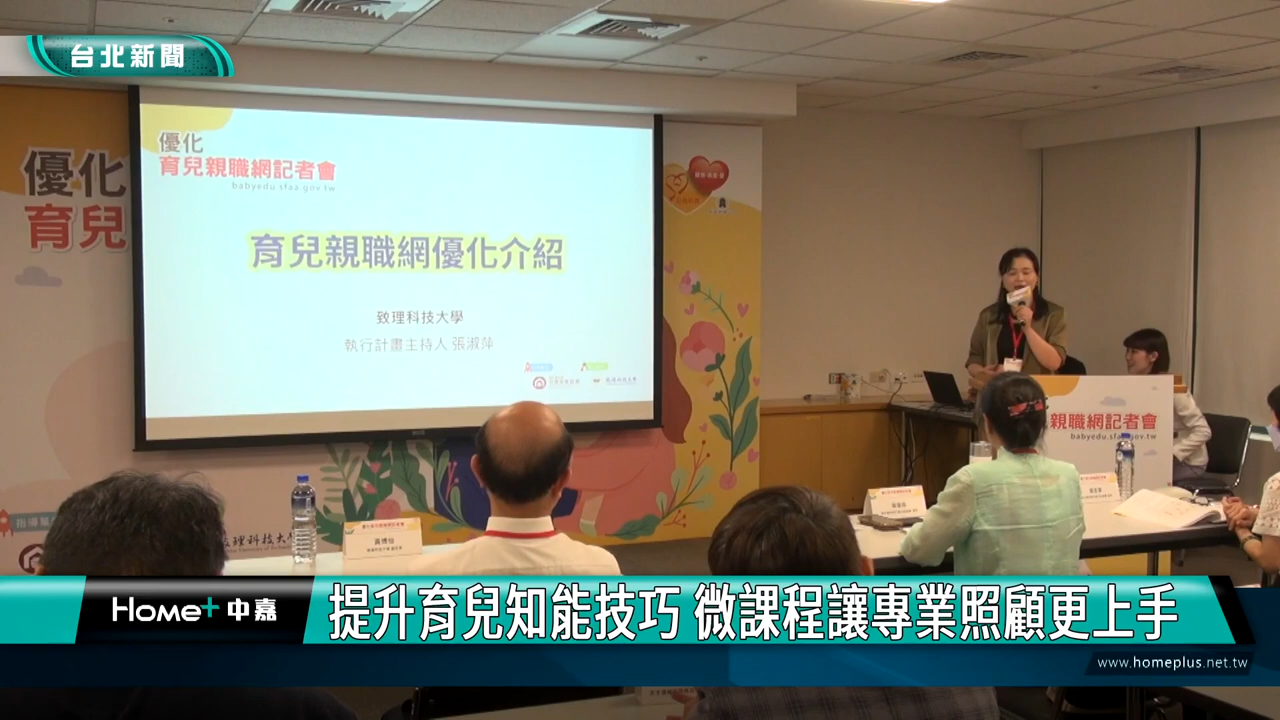 台北新聞
優化
育兒親職網記者會
babyedu.sfaa.gov.tw
優化
育兒
育兒親職網優化介紹
致理科技大學
執行計畫主持人 張淑萍
親職網記者會
babyedu.sfaa.gov.tw
Home+中嘉
提升育兒知能技巧 微課程讓專業照顧更上手
www.homeplus.net.tw